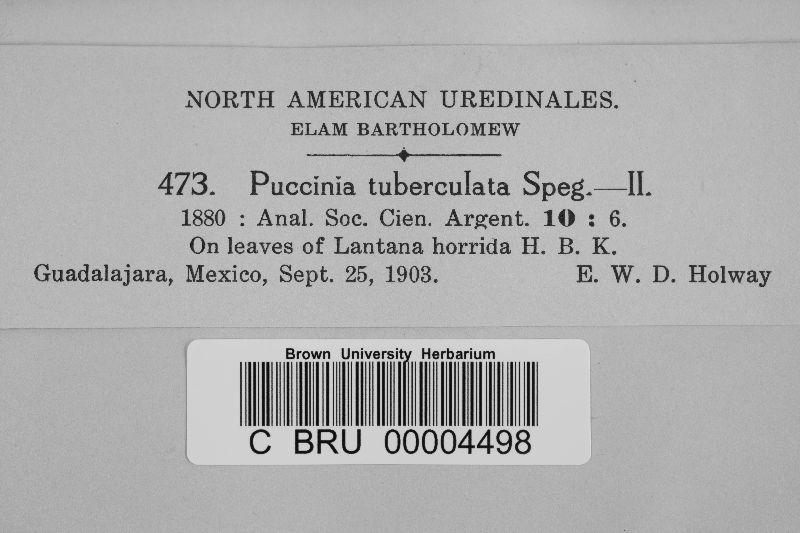 NORTH AMERICAN UREDINALES.
ELAM BARTHOLOMEW
473. Puccinia tuberculata Speg.—II.
1880 : Anal. Soc. Cien. Argent. 10 : 6.
On leaves of Lantana horrida H. B. K.
Guadalajara, Mexico, Sept. 25, 1903. E. W. D. Holway
Brown University Herbarium
C BRU 00004498